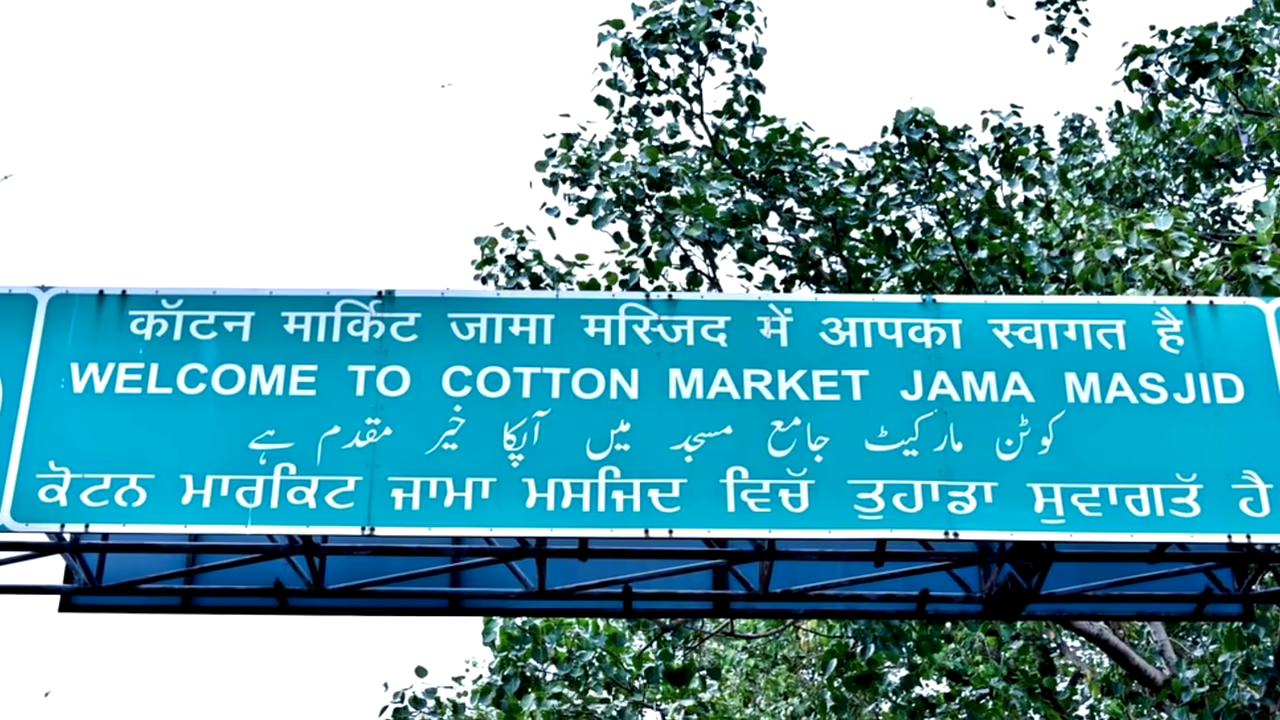 कॉटन मार्किट जामा मस्जिद में आपका स्वागत है
WELCOME TO COTTON MARKET JAMA MASJID
کوٹن مارکیٹ جامع مسجد میں آپکا خیر مقدم ہے
ਕੋਟਨ ਮਾਰਕਿਟ ਜਾਮਾ ਮਸਜਿਦ ਵਿਚੱ ਤੁਹਾਡਾ ਸੁਵਾਗਤੱ ਹੈ